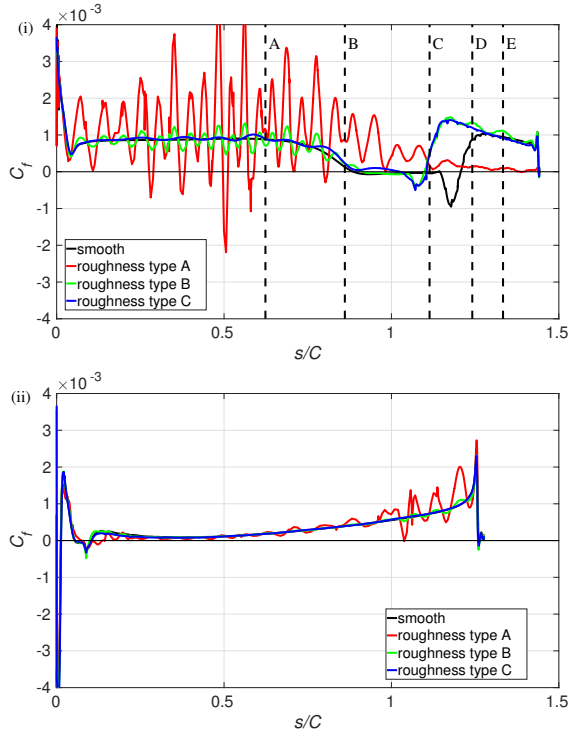 (i)
×10⁻³
4
3
2
1
0
-1
-2
-3
-4
C_f
A
B
C
D
E
smooth
roughness type A
roughness type B
roughness type C
0
0.5
1
1.5
s/C
(ii)
×10⁻³
4
3
2
1
0
-1
-2
-3
-4
C_f
smooth
roughness type A
roughness type B
roughness type C
0
0.5
1
1.5
s/C